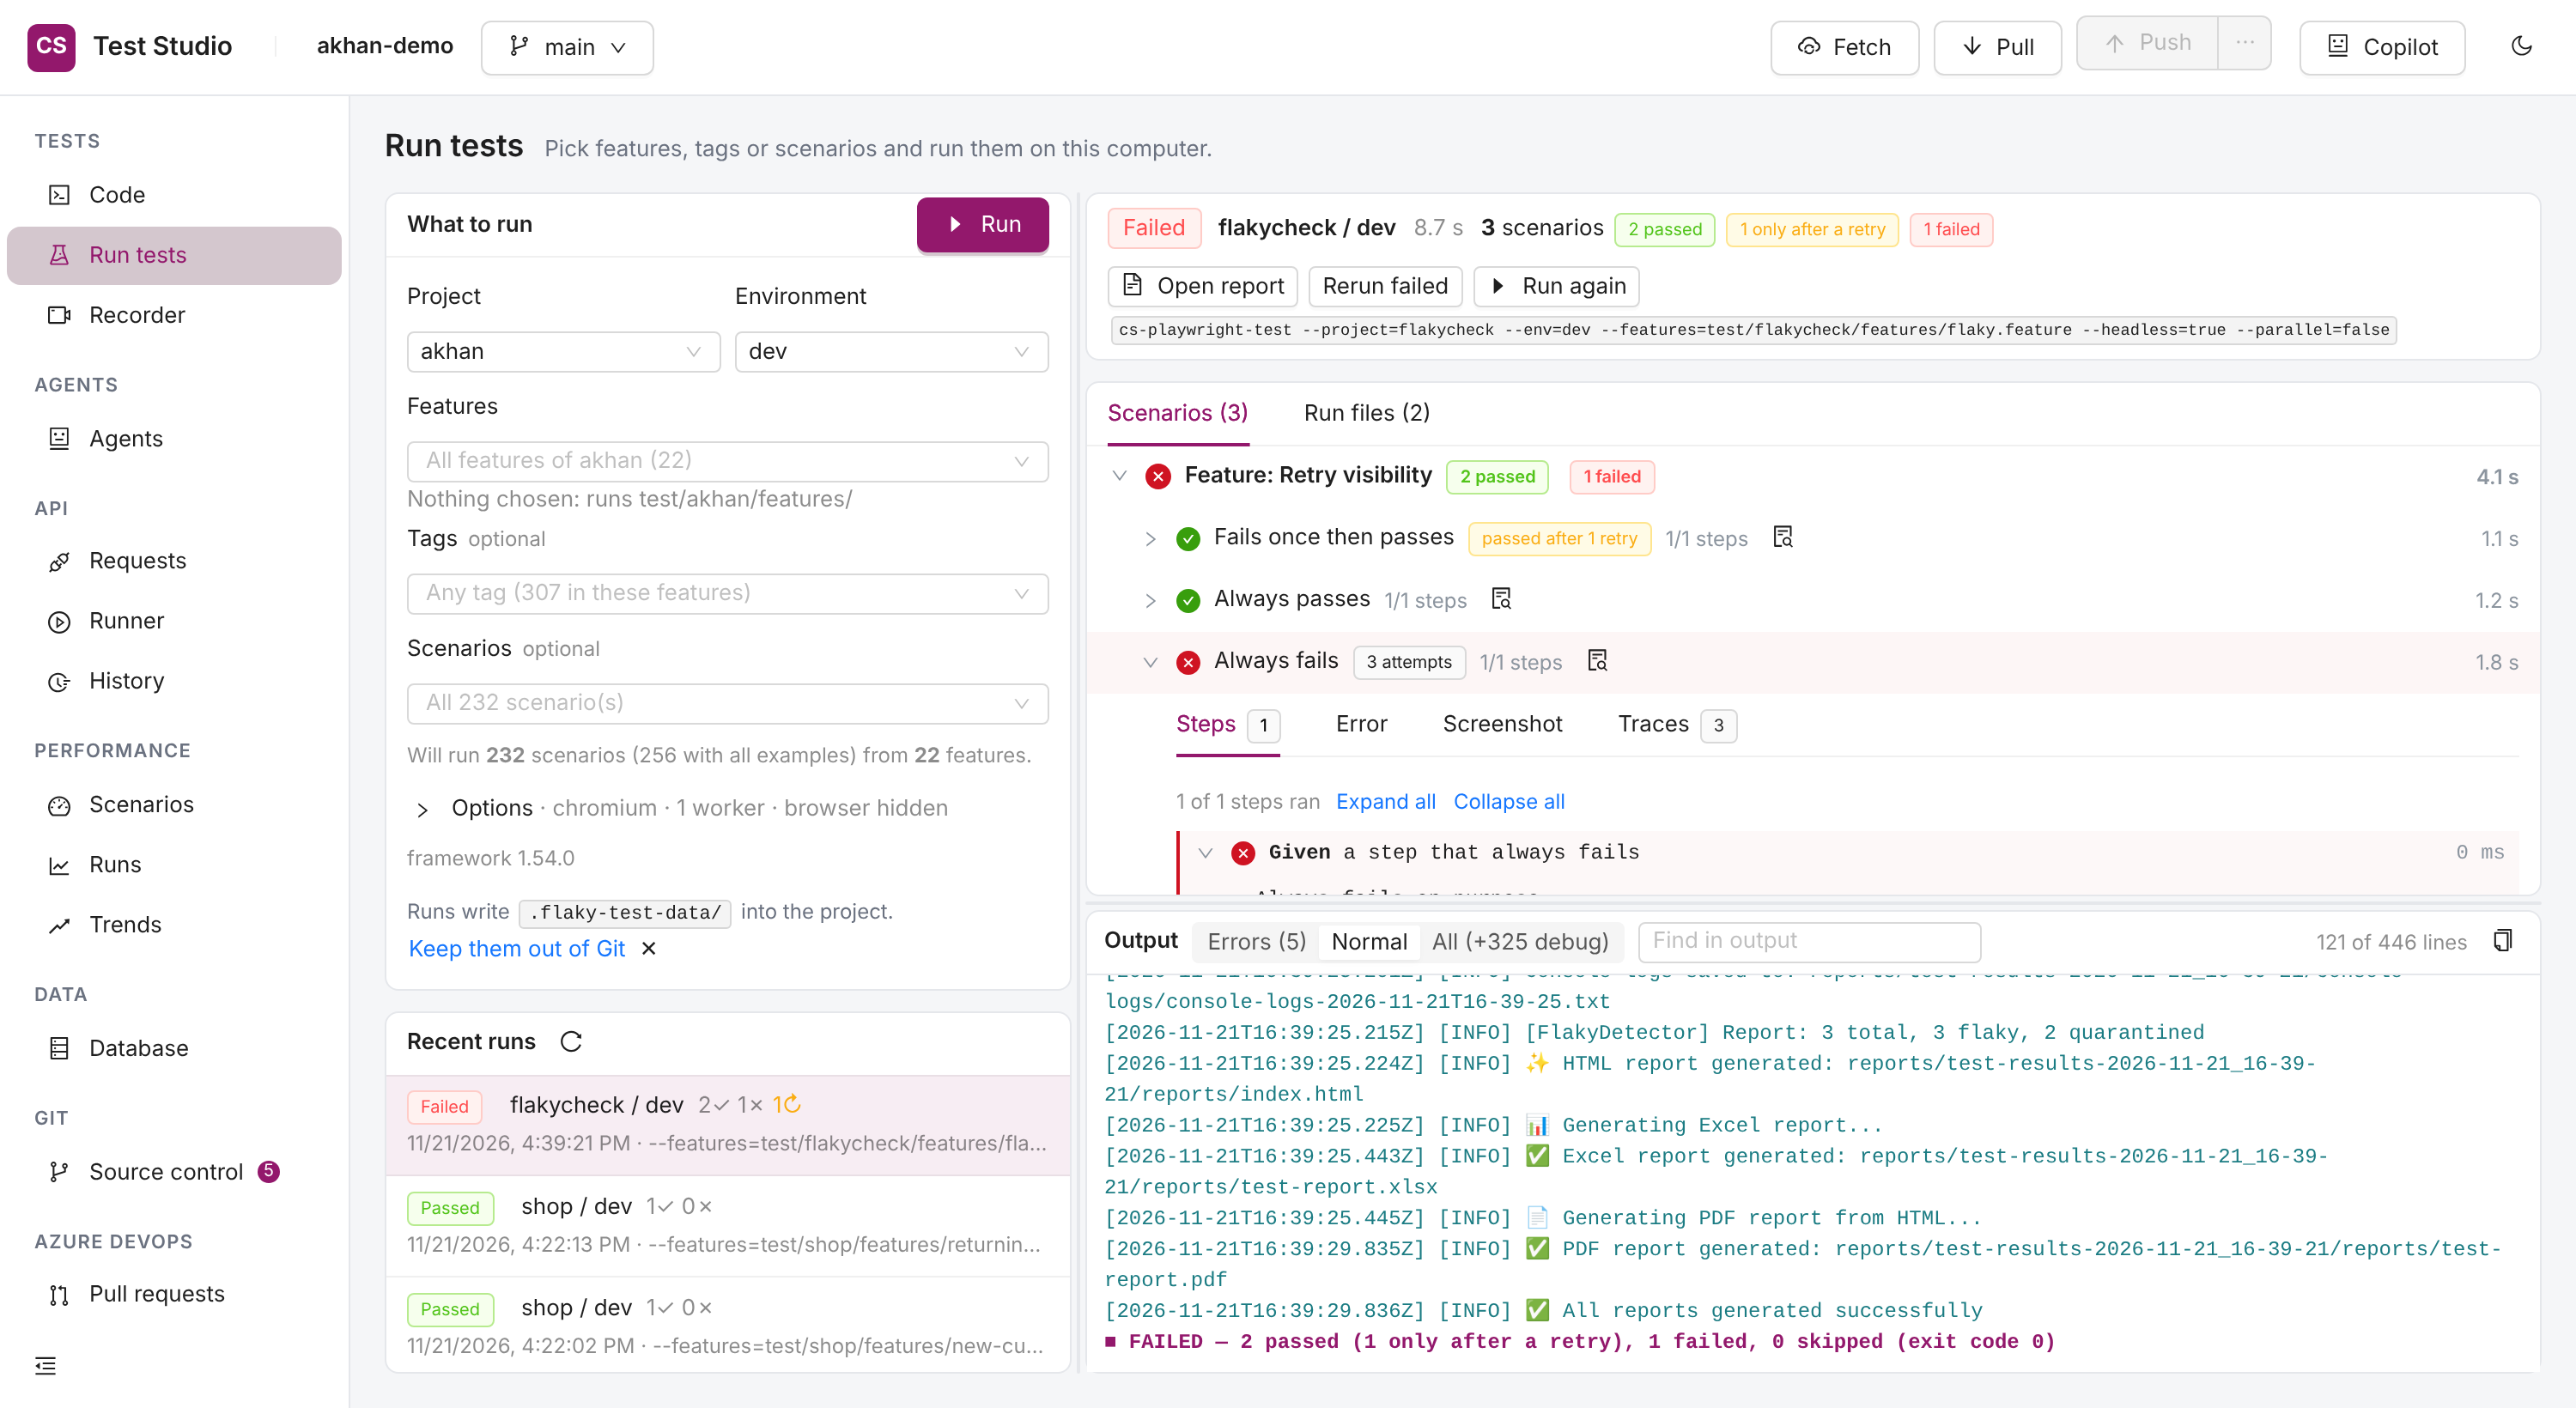 CS Test Studio akhan-demo main Fetch Pull Push ··· Copilot
TESTS
Code
Run tests
Recorder
AGENTS
Agents
API
Requests
Runner
History
PERFORMANCE
Scenarios
Runs
Trends
DATA
Database
GIT
Source control 5
AZURE DEVOPS
Pull requests
Run tests Pick features, tags or scenarios and run them on this computer.
What to run Run
Project Environment
akhan dev
Features
All features of akhan (22)
Nothing chosen: runs test/akhan/features/
Tags optional
Any tag (307 in these features)
Scenarios optional
All 232 scenario(s)
Will run 232 scenarios (256 with all examples) from 22 features.
Options · chromium · 1 worker · browser hidden
framework 1.54.0
Runs write .flaky-test-data/ into the project.
Keep them out of Git ×
Recent runs
Failed flakycheck / dev 2✓ 1× 1↻
11/21/2026, 4:39:21 PM · --features=test/flakycheck/features/fla...
Passed shop / dev 1✓ 0×
11/21/2026, 4:22:13 PM · --features=test/shop/features/returnin...
Passed shop / dev 1✓ 0×
11/21/2026, 4:22:02 PM · --features=test/shop/features/new-cu...
Failed flakycheck / dev 8.7 s 3 scenarios 2 passed 1 only after a retry 1 failed
Open report Rerun failed Run again
cs-playwright-test --project=flakycheck --env=dev --features=test/flakycheck/features/flaky.feature --headless=true --parallel=false
Scenarios (3) Run files (2)
Feature: Retry visibility 2 passed 1 failed 4.1 s
Fails once then passes passed after 1 retry 1/1 steps 1.1 s
Always passes 1/1 steps 1.2 s
Always fails 3 attempts 1/1 steps 1.8 s
Steps 1 Error Screenshot Traces 3
1 of 1 steps ran Expand all Collapse all
Given a step that always fails 0 ms
Output Errors (5) Normal All (+325 debug) Find in output 121 of 446 lines
logs/console-logs-2026-11-21T16-39-25.txt
[2026-11-21T16:39:25.215Z] [INFO] [FlakyDetector] Report: 3 total, 3 flaky, 2 quarantined
[2026-11-21T16:39:25.224Z] [INFO] ✨ HTML report generated: reports/test-results-2026-11-21_16-39-
21/reports/index.html
[2026-11-21T16:39:25.225Z] [INFO] 📊 Generating Excel report...
[2026-11-21T16:39:25.443Z] [INFO] ✅ Excel report generated: reports/test-results-2026-11-21_16-39-
21/reports/test-report.xlsx
[2026-11-21T16:39:25.445Z] [INFO] 📄 Generating PDF report from HTML...
[2026-11-21T16:39:29.835Z] [INFO] ✅ PDF report generated: reports/test-results-2026-11-21_16-39-21/reports/test-
report.pdf
[2026-11-21T16:39:29.836Z] [INFO] ✅ All reports generated successfully
■ FAILED — 2 passed (1 only after a retry), 1 failed, 0 skipped (exit code 0)